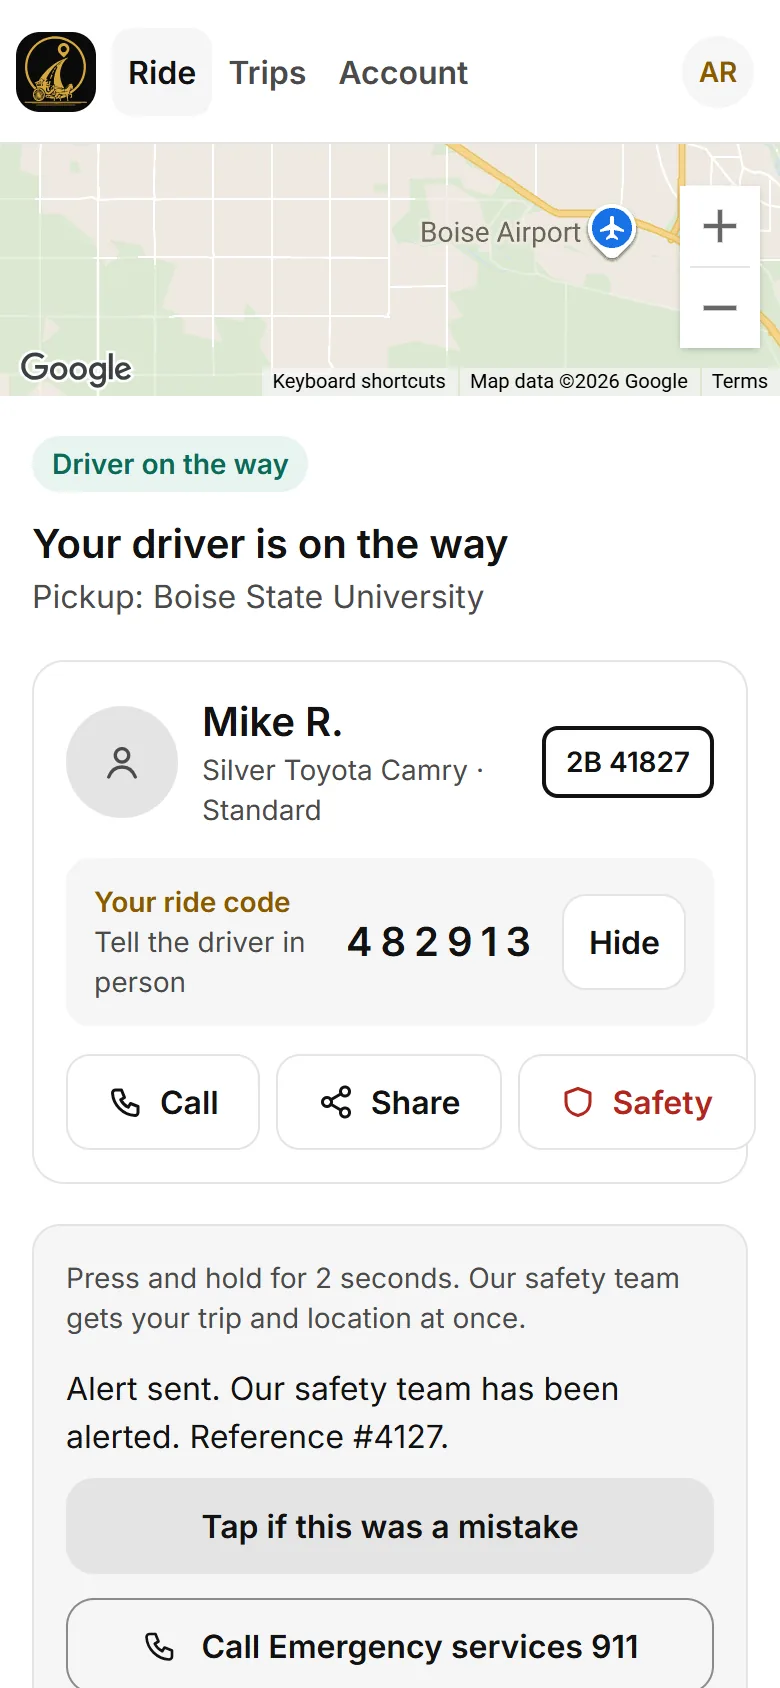 Ride Trips Account AR
Boise Airport
Google
Keyboard shortcuts Map data ©2026 Google Terms
Driver on the way
Your driver is on the way
Pickup: Boise State University
Mike R.
Silver Toyota Camry ·
Standard
2B 41827
Your ride code
Tell the driver in
person
482913
Hide
Call Share Safety
Press and hold for 2 seconds. Our safety team
gets your trip and location at once.
Alert sent. Our safety team has been
alerted. Reference #4127.
Tap if this was a mistake
Call Emergency services 911